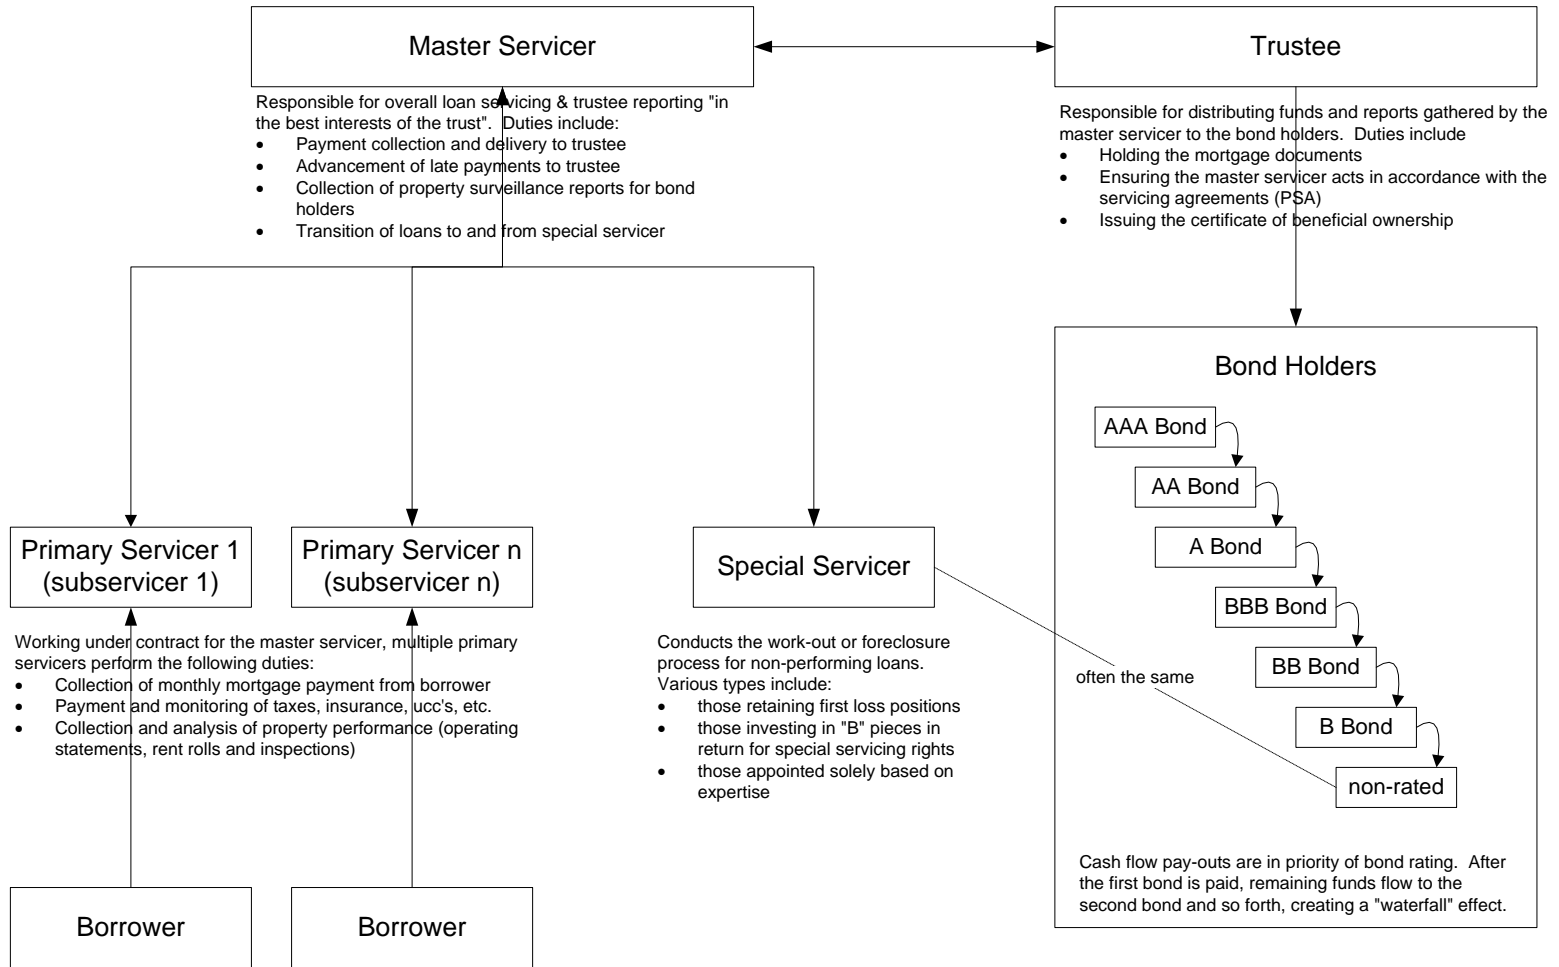 Master Servicer
Trustee
Responsible for overall loan servicing & trustee reporting "in
the best interests of the trust".  Duties include:
• Payment collection and delivery to trustee
• Advancement of late payments to trustee
• Collection of property surveillance reports for bond
holders
• Transition of loans to and from special servicer
Responsible for distributing funds and reports gathered by the
master servicer to the bond holders.  Duties include
• Holding the mortgage documents
• Ensuring the master servicer acts in accordance with the
servicing agreements (PSA)
• Issuing the certificate of beneficial ownership
Primary Servicer 1
(subservicer 1)
Primary Servicer n
(subservicer n)
Special Servicer
Working under contract for the master servicer, multiple primary
servicers perform the following duties:
• Collection of monthly mortgage payment from borrower
• Payment and monitoring of taxes, insurance, ucc's, etc.
• Collection and analysis of property performance (operating
statements, rent rolls and inspections)
Conducts the work-out or foreclosure
process for non-performing loans.
Various types include:
• those retaining first loss positions
• those investing in "B" pieces in
return for special servicing rights
• those appointed solely based on
expertise
often the same
Bond Holders
AAA Bond
AA Bond
A Bond
BBB Bond
BB Bond
B Bond
non-rated
Cash flow pay-outs are in priority of bond rating.  After
the first bond is paid, remaining funds flow to the
second bond and so forth, creating a "waterfall" effect.
Borrower
Borrower